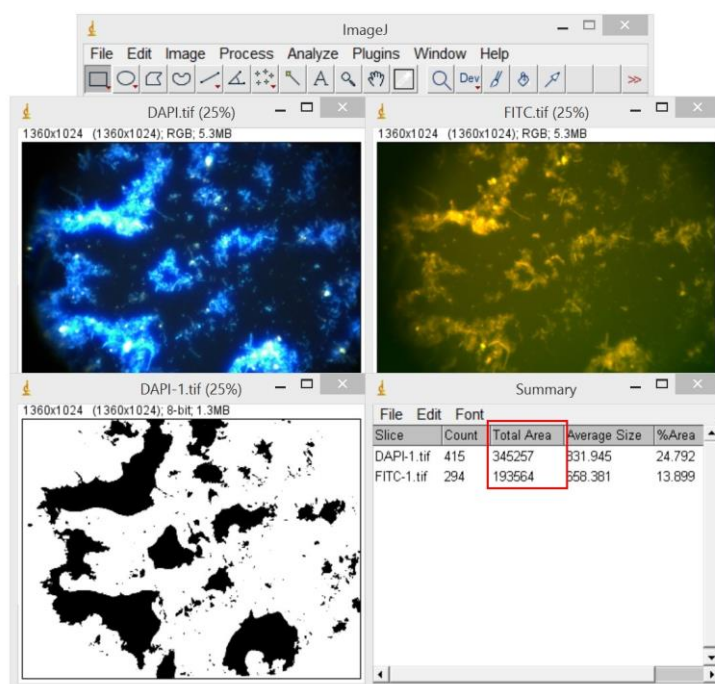 ImageJ
File Edit Image Process Analyze Plugins Window Help
A Dev >>
DAPI.tif (25%)
1360x1024 (1360x1024); RGB; 5.3MB
FITC.tif (25%)
1360x1024 (1360x1024); RGB; 5.3MB
DAPI-1.tif (25%)
1360x1024 (1360x1024); 8-bit; 1.3MB
Summary
File Edit Font
Slice Count Total Area Average Size %Area
DAPI-1.tif 415 345257 831.945 24.792
FITC-1.tif 294 193564 658.381 13.899